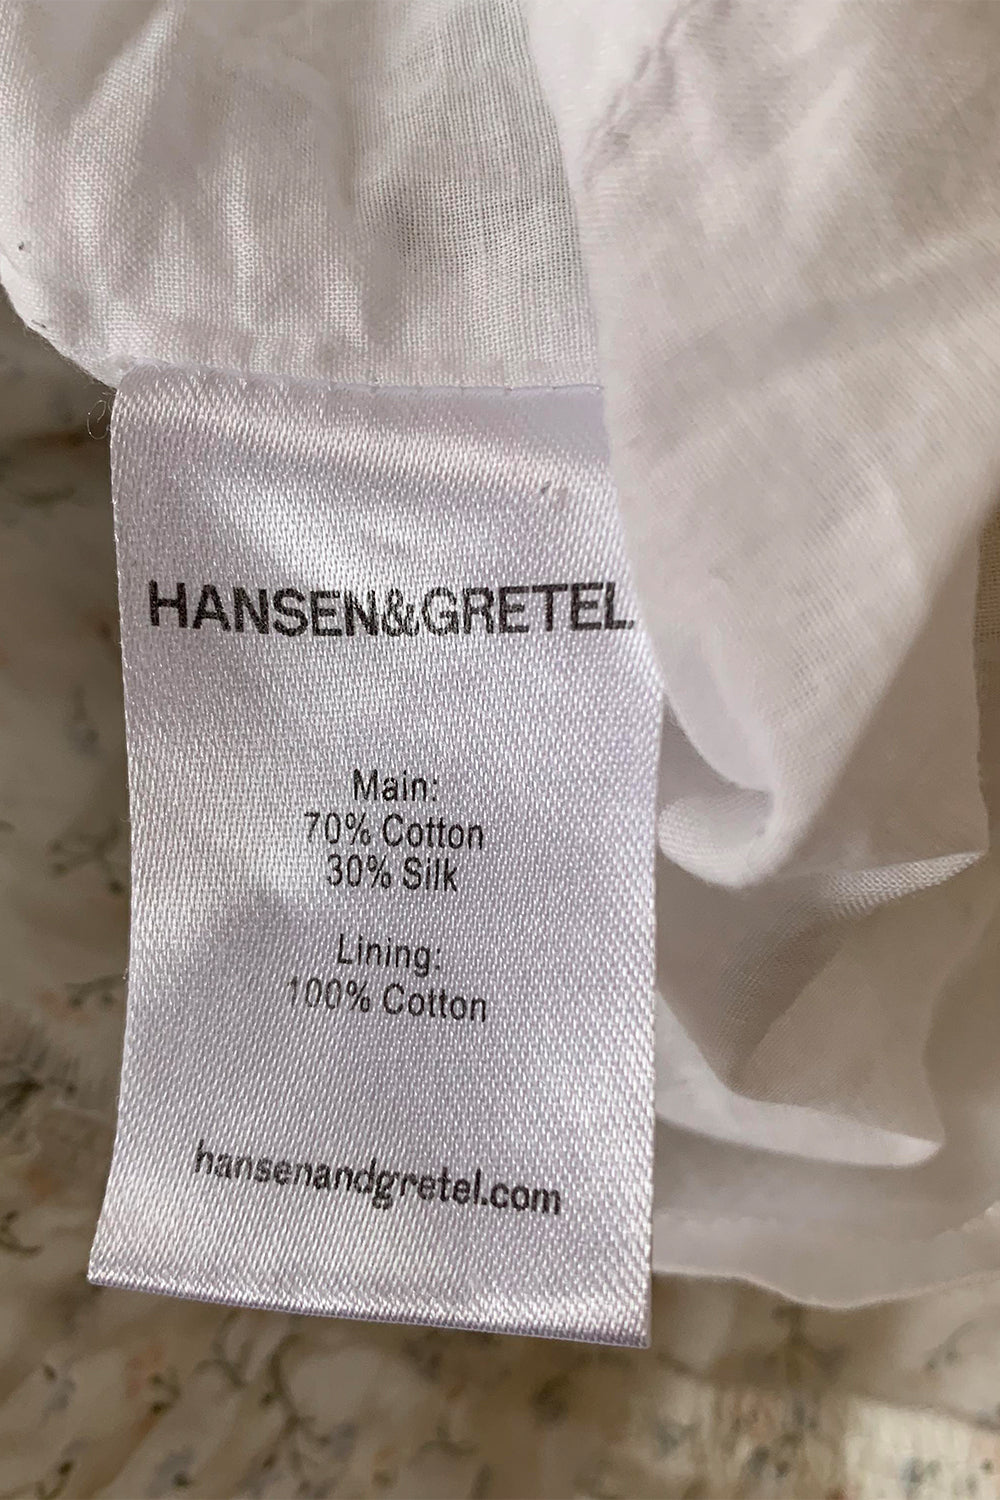 HANSEN&GRETEL
Main:
70% Cotton
30% Silk
Lining:
100% Cotton
hansenandgretel.com